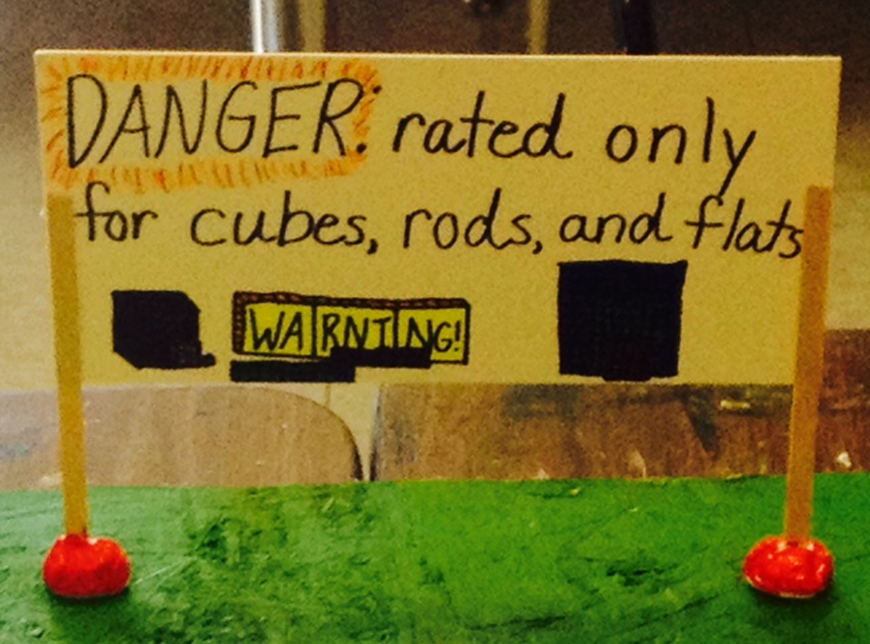 DANGER: rated only
for cubes, rods, and flats
WARNING!